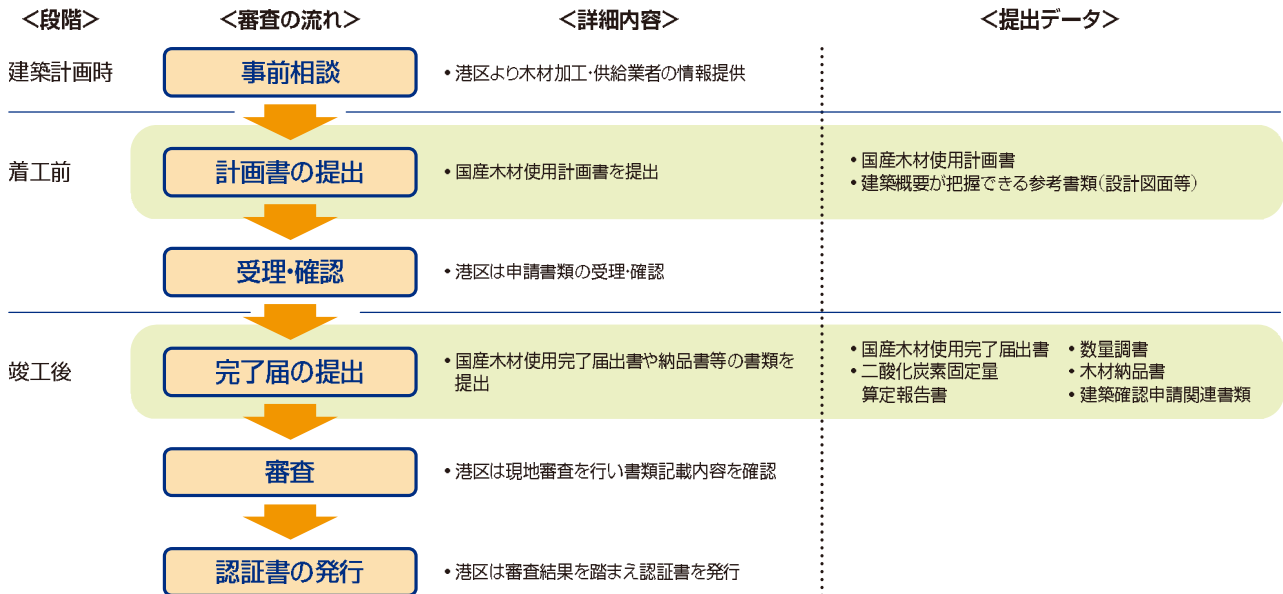 <段階> <審査の流れ> <詳細内容> <提出データ>
建築計画時 事前相談 •港区より木材加工・供給業者の情報提供
着工前 計画書の提出 •国産木材使用計画書を提出
•国産木材使用計画書
•建築概要が把握できる参考書類(設計図面等)
受理・確認 •港区は申請書類の受理・確認
竣工後 完了届の提出 •国産木材使用完了届出書や納品書等の書類を
提出
•国産木材使用完了届出書 •数量調書
•二酸化炭素固定量 •木材納品書
算定報告書 •建築確認申請関連書類
審査 •港区は現地審査を行い書類記載内容を確認
認証書の発行 •港区は審査結果を踏まえ認証書を発行